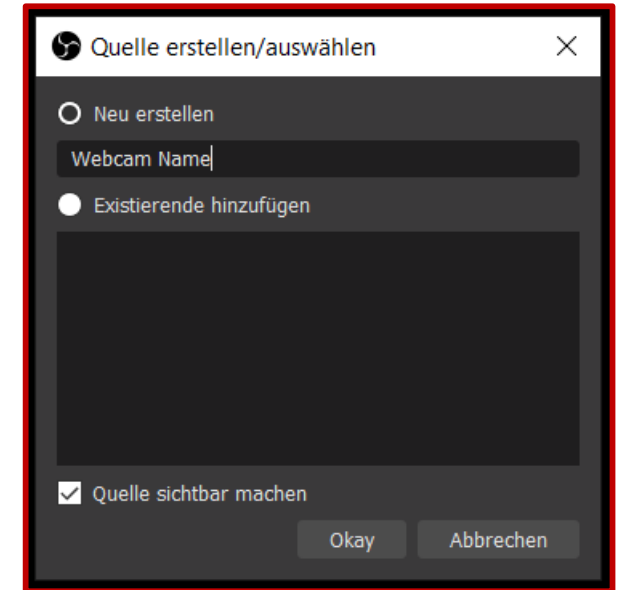 Quelle erstellen/auswählen
Neu erstellen
Webcam Name
Existierende hinzufügen
Quelle sichtbar machen
Okay Abbrechen